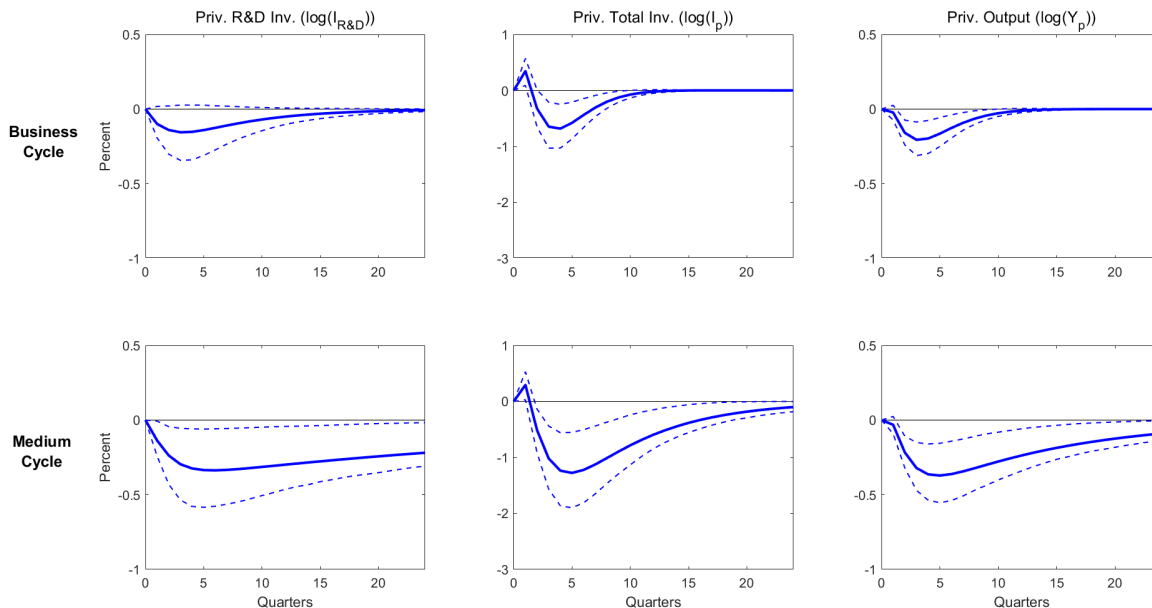 Priv. R&D Inv. (log(I_R&D))
Priv. Total Inv. (log(I_p))
Priv. Output (log(Y_p))
Business
Cycle
Percent
0.5
0
-0.5
-1
0 5 10 15 20
1
0
-1
-2
-3
0 5 10 15 20
0.5
0
-0.5
-1
0 5 10 15 20
Medium
Cycle
Percent
0.5
0
-0.5
-1
0 5 10 15 20
Quarters
1
0
-1
-2
-3
0 5 10 15 20
Quarters
0.5
0
-0.5
-1
0 5 10 15 20
Quarters